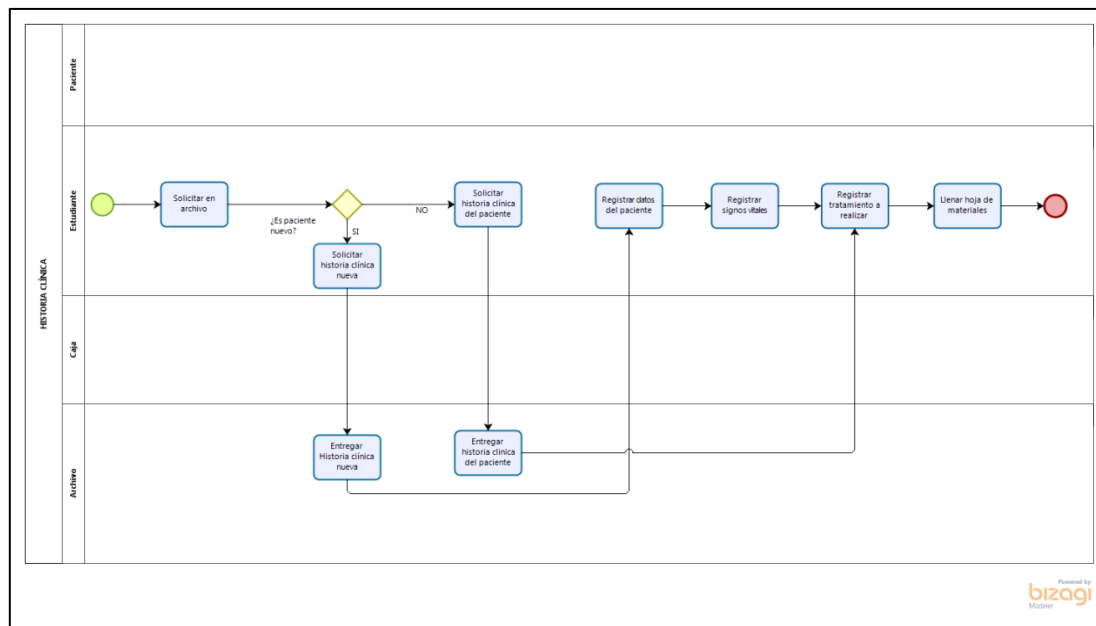 HISTORIA CLÍNICA
Paciente
Estudiante
Solicitar en
archivo
¿Es paciente
nuevo?
NO
SI
Solicitar
historia clínica
del paciente
Solicitar
historia clínica
nueva
Registrar datos
del paciente
Registrar
signos vitales
Registrar
tratamiento a
realizar
Llenar hoja de
materiales
Caja
Archivo
Entregar
Historia clínica
nueva
Entregar
historia clinica
del paciente
Powered by
bizagi
Modeler